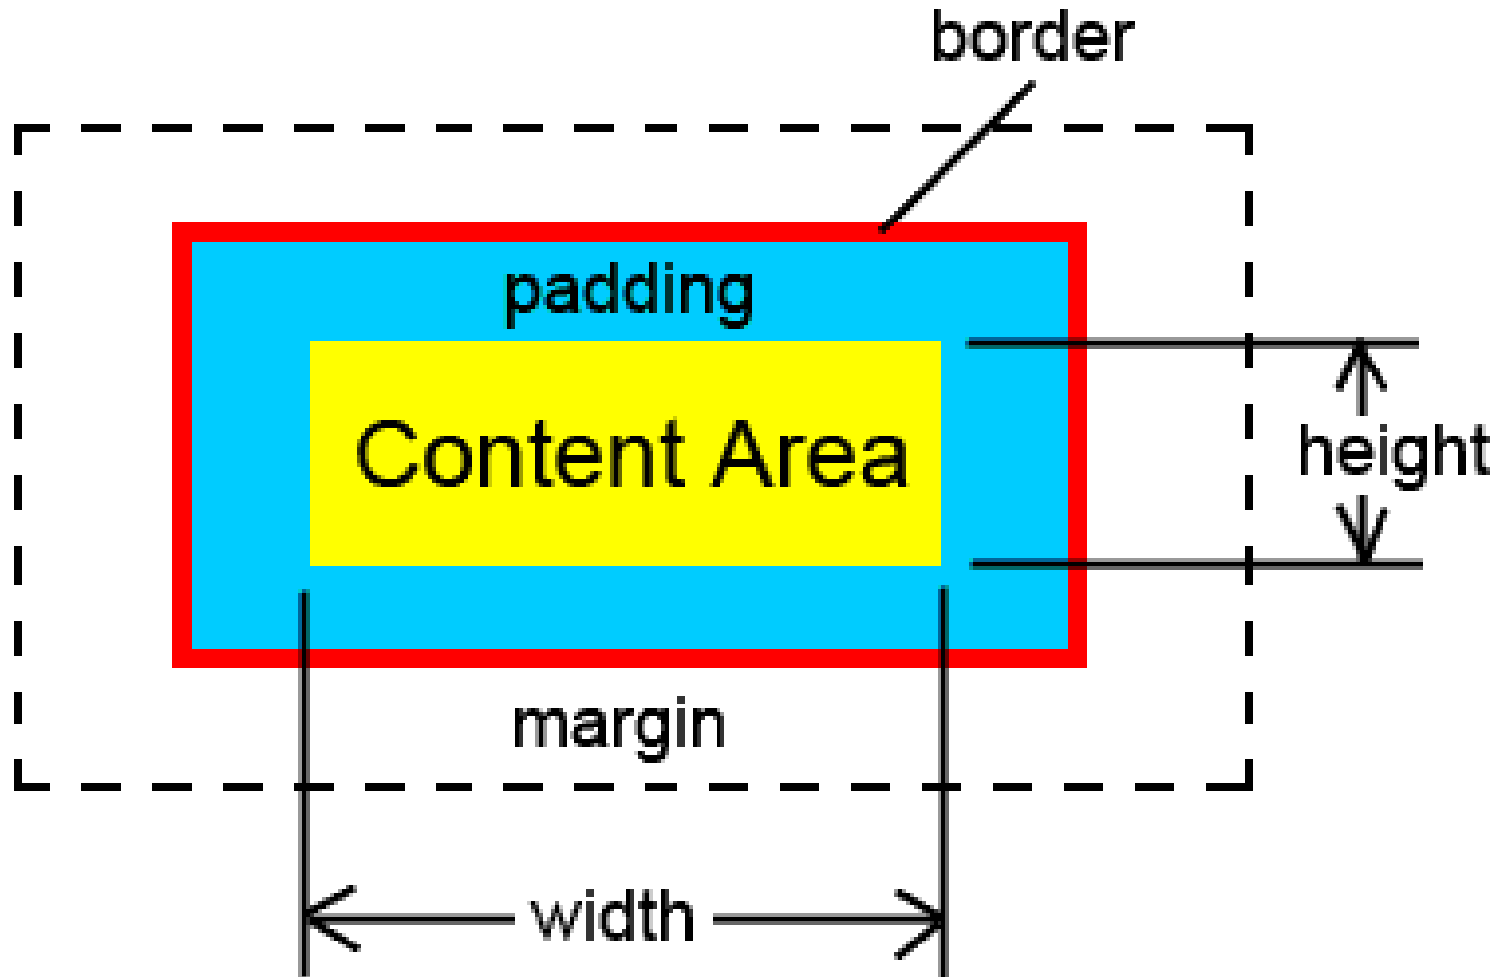 border
padding
Content Area
height
margin
width